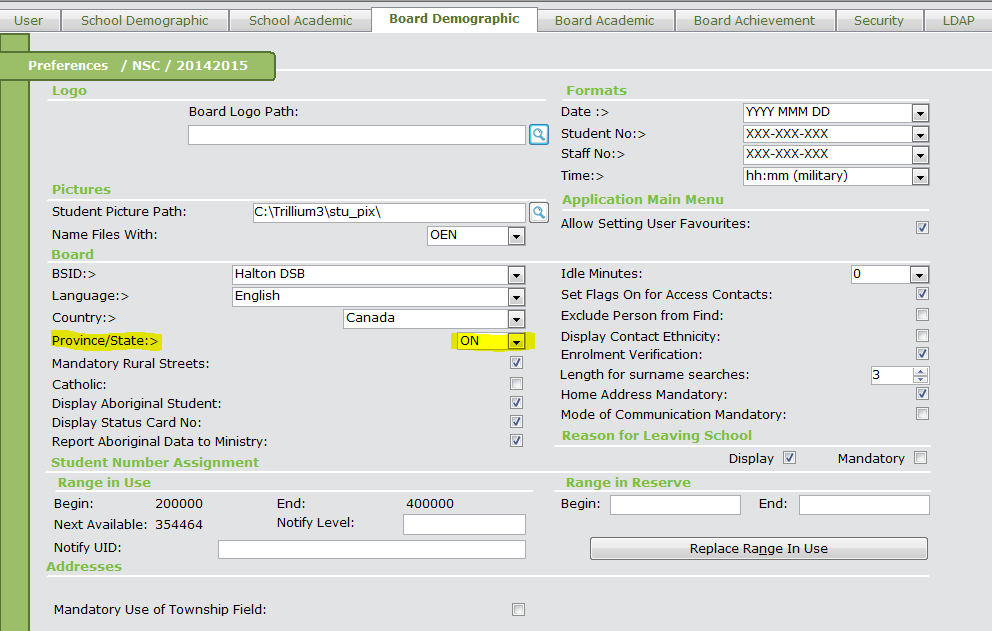 User School Demographic School Academic Board Demographic Board Academic Board Achievement Security LDAP
Preferences / NSC / 20142015
Logo
Board Logo Path:
Pictures
Student Picture Path: C:\Trillium3\stu_pix\
Name Files With: OEN
Board
BSID:> Halton DSB
Language:> English
Country:> Canada
Province/State:> ON
Mandatory Rural Streets:
Catholic:
Display Aboriginal Student:
Display Status Card No:
Report Aboriginal Data to Ministry:
Formats
Date :> YYYY MMM DD
Student No:> XXX-XXX-XXX
Staff No:> XXX-XXX-XXX
Time:> hh:mm (military)
Application Main Menu
Allow Setting User Favourites:
Idle Minutes: 0
Set Flags On for Access Contacts:
Exclude Person from Find:
Display Contact Ethnicity:
Enrolment Verification:
Length for surname searches: 3
Home Address Mandatory:
Mode of Communication Mandatory:
Reason for Leaving School
Display Mandatory
Student Number Assignment
Range in Use
Begin: 200000 End: 400000
Next Available: 354464 Notify Level:
Notify UID:
Range in Reserve
Begin: End:
Replace Range In Use
Addresses
Mandatory Use of Township Field: